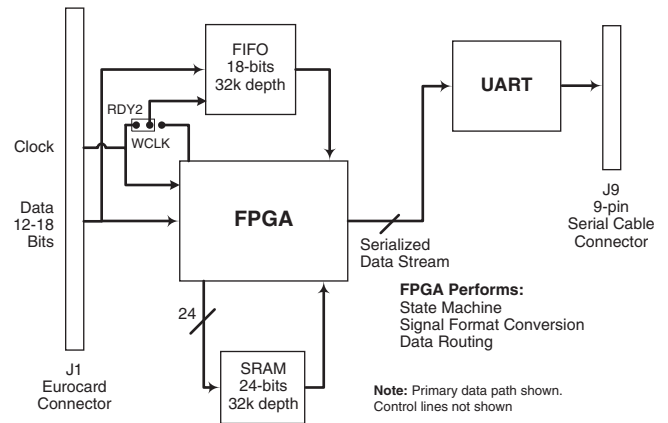 FIFO
18-bits
32k depth
UART
RDY2
WCLK
Clock
Data
12-18
Bits
FPGA
J9
9-pin
Serial Cable
Connector
Serialized
Data Stream
FPGA Performs:
State Machine
Signal Format Conversion
Data Routing
24
SRAM
24-bits
32k depth
J1
Eurocard
Connector
Note: Primary data path shown.
Control lines not shown